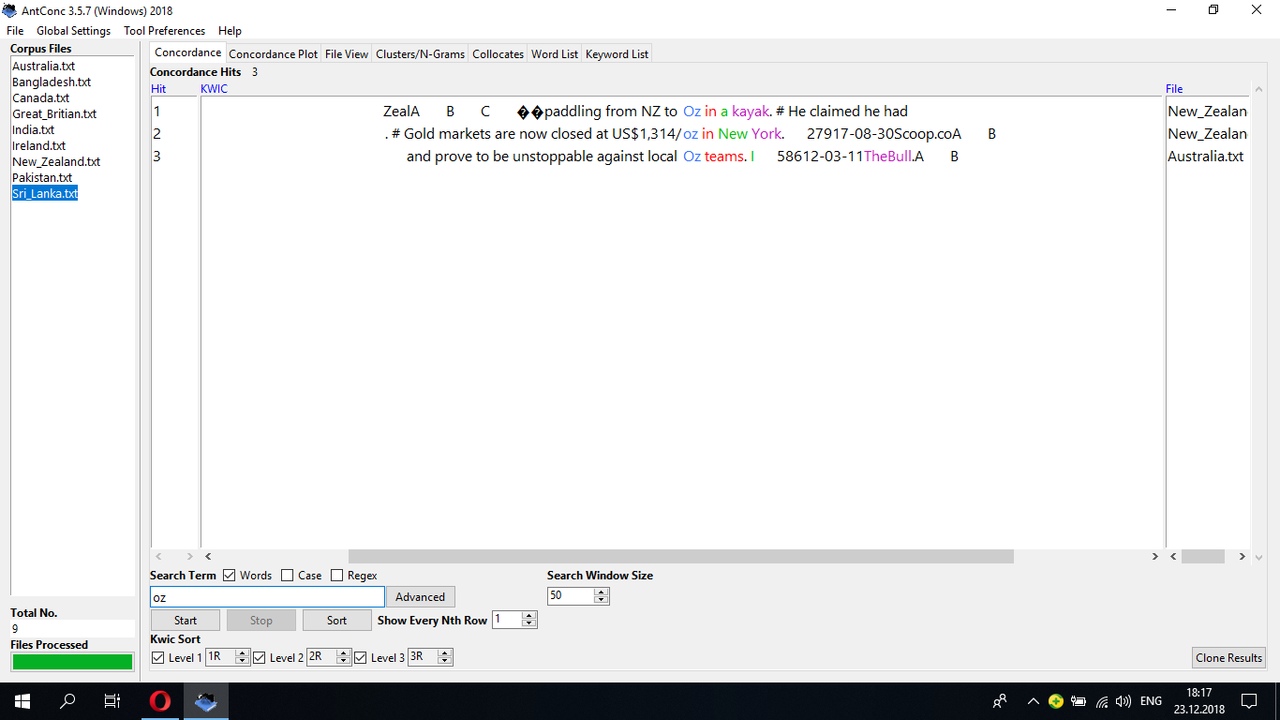 AntConc 3.5.7 (Windows) 2018
File Global Settings Tool Preferences Help
Corpus Files
Australia.txt
Bangladesh.txt
Canada.txt
Great_Britian.txt
India.txt
Ireland.txt
New_Zealand.txt
Pakistan.txt
Sri_Lanka.txt
Total No.
9
Files Processed
Concordance Concordance Plot File View Clusters/N-Grams Collocates Word List Keyword List
Concordance Hits 3
Hit KWIC File
1 ZealA B C ��paddling from NZ to Oz in a kayak. # He claimed he had New_Zealan
2 . # Gold markets are now closed at US$1,314/oz in New York. 27917-08-30Scoop.coA B New_Zealan
3 and prove to be unstoppable against local Oz teams. I 58612-03-11TheBull.A B Australia.txt
Search Term Words Case Regex Search Window Size
oz Advanced 50
Start Stop Sort Show Every Nth Row 1
Kwic Sort
Level 1 1R Level 2 2R Level 3 3R Clone Results
ENG 18:17
23.12.2018